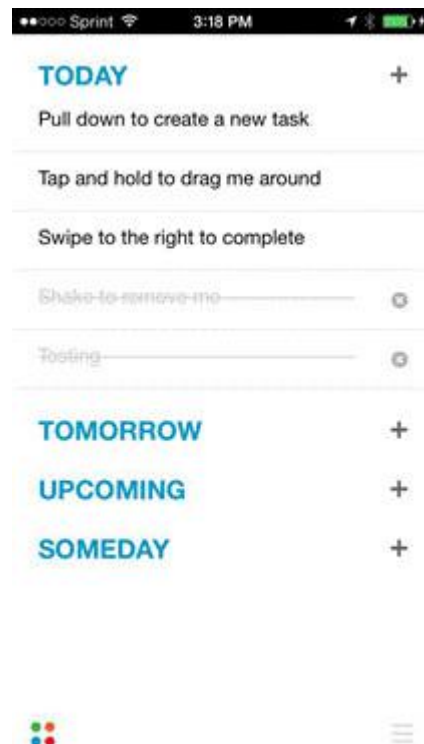 Sprint 3:18 PM
TODAY +
Pull down to create a new task
Tap and hold to drag me around
Swipe to the right to complete
Shake to remove me
Testing
TOMORROW +
UPCOMING +
SOMEDAY +